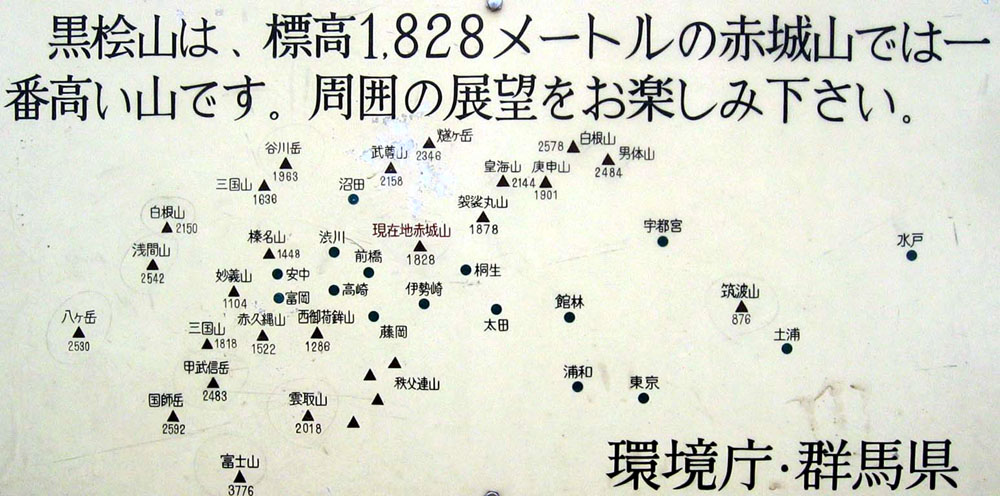 黒桧山は、標高1,828メートルの赤城山では一
番高い山です。周囲の展望をお楽しみ下さい。
燧ヶ岳
2346
2578
白根山
谷川岳
1963
武尊山
2158
男体山
2484
皇海山
2144
庚申山
1901
三国山
1636
沼田
袈裟丸山
1878
白根山
2150
宇都宮
現在地赤城山
1828
榛名山
1448
渋川
水戸
浅間山
2542
前橋
桐生
安中
妙義山
1104
富岡
高崎
伊勢崎
筑波山
876
館林
八ヶ岳
2530
三国山
1818
赤久縄山
1522
西御荷鉾山
1286
藤岡
太田
土浦
甲武信岳
2483
秩父連山
浦和
東京
国師岳
2592
雲取山
2018
富士山
3776
環境庁・群馬県